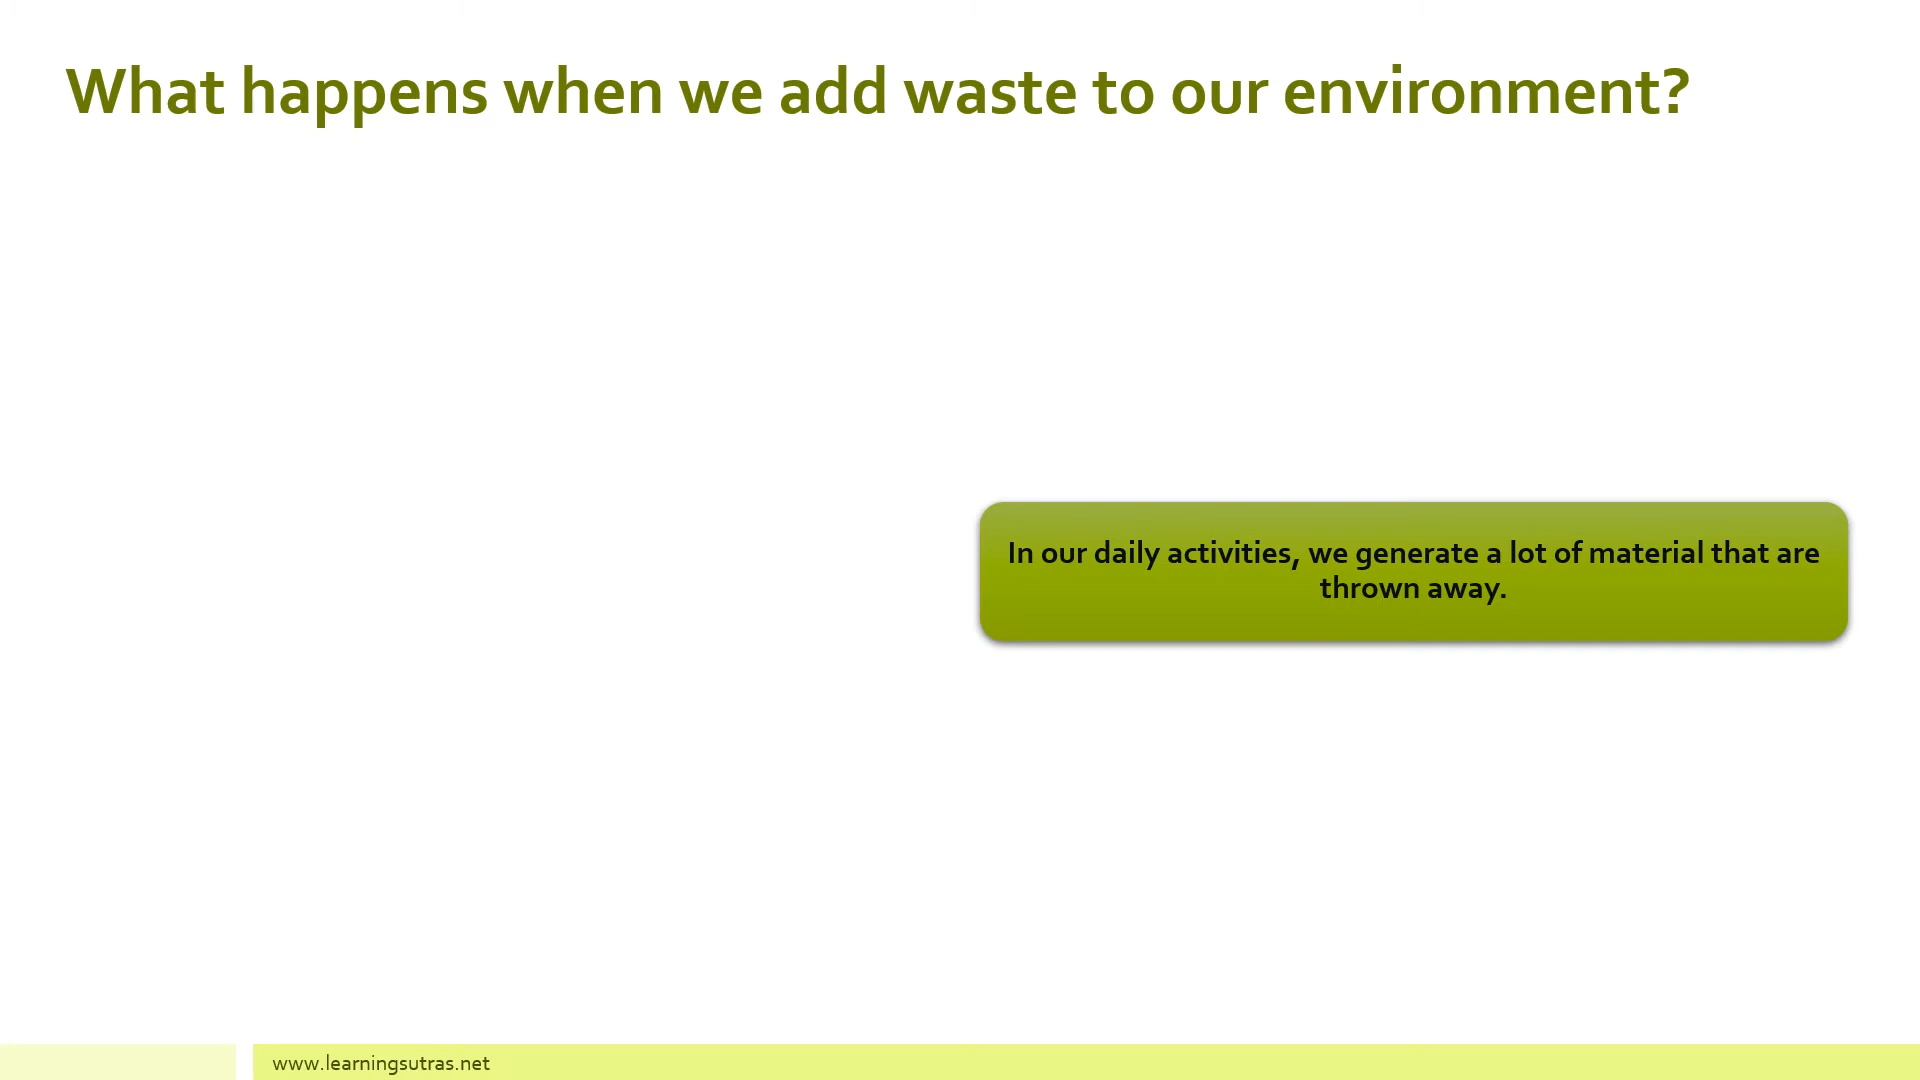 What happens when we add waste to our environment?
In our daily activities, we generate a lot of material that are
thrown away.
www.learningsutras.net